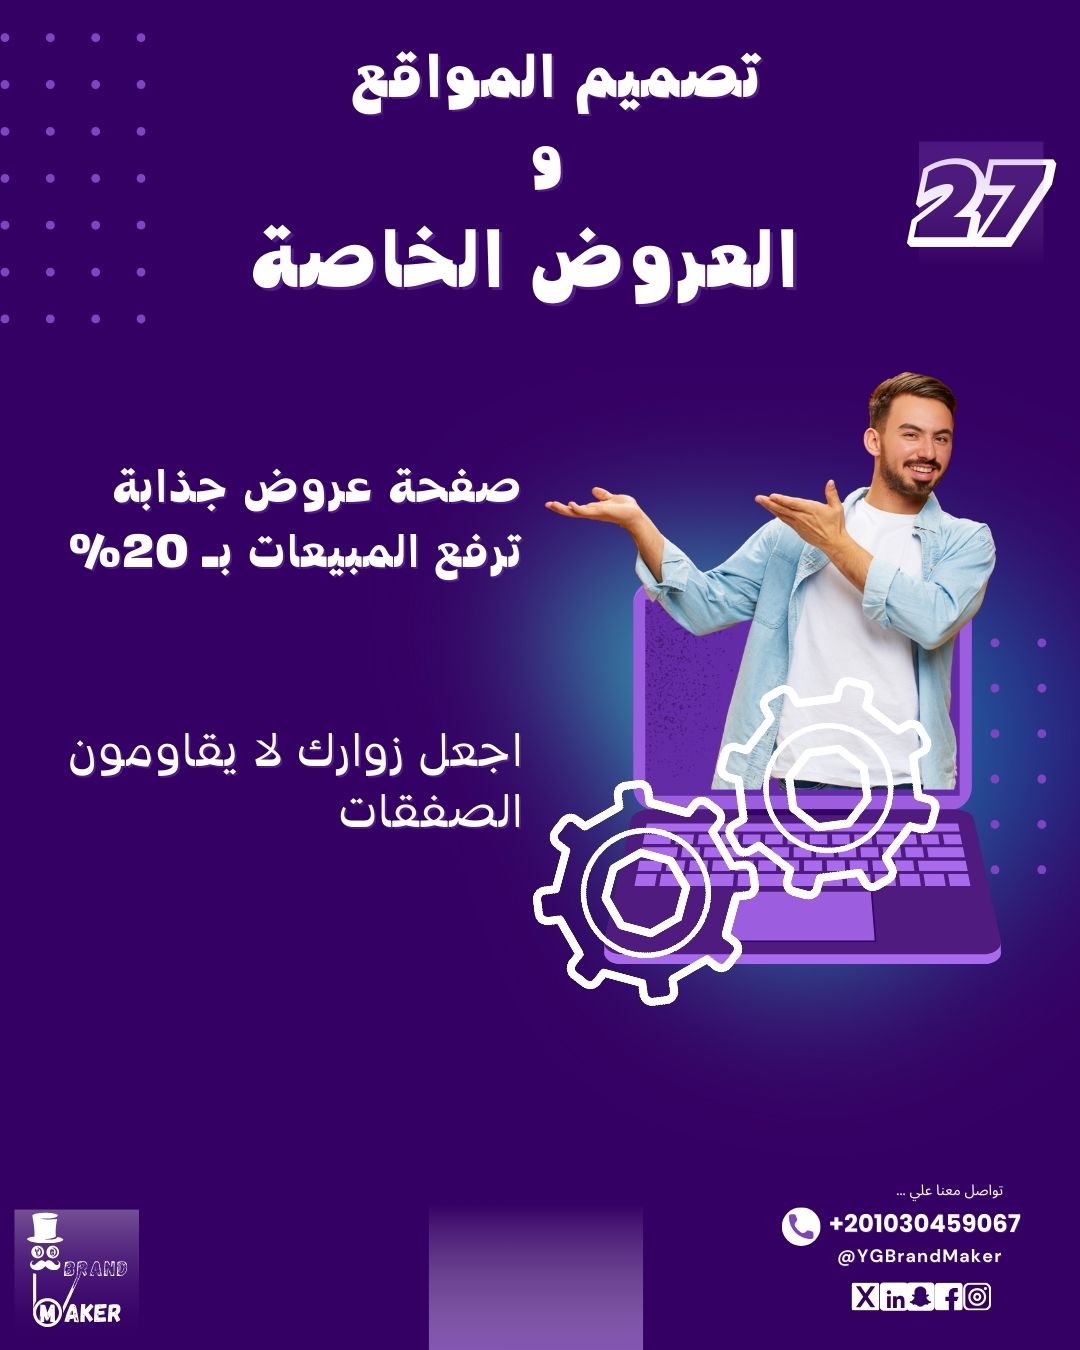 تصميم المواقع
و
العروض الخاصة
27
صفحة عروض جذابة
ترفع المبيعات بـ 20%
اجعل زوارك لا يقاومون
الصفقات
تواصل معنا علي ...
+201030459067
@YGBrandMaker
BRAND
MAKER